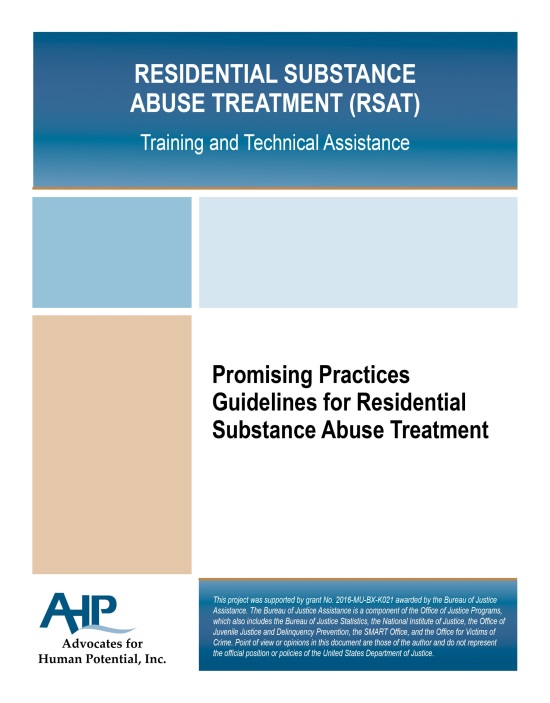 RESIDENTIAL SUBSTANCE
ABUSE TREATMENT (RSAT)
Training and Technical Assistance
Promising Practices
Guidelines for Residential
Substance Abuse Treatment
AHP
Advocates for
Human Potential, Inc.
This project was supported by grant No. 2016-MU-BX-K021 awarded by the Bureau of Justice
Assistance. The Bureau of Justice Assistance is a component of the Office of Justice Programs,
which also includes the Bureau of Justice Statistics, the National Institute of Justice, the Office of
Juvenile Justice and Delinquency Prevention, the SMART Office, and the Office for Victims of
Crime. Point of view or opinions in this document are those of the author and do not represent
the official position or policies of the United States Department of Justice.